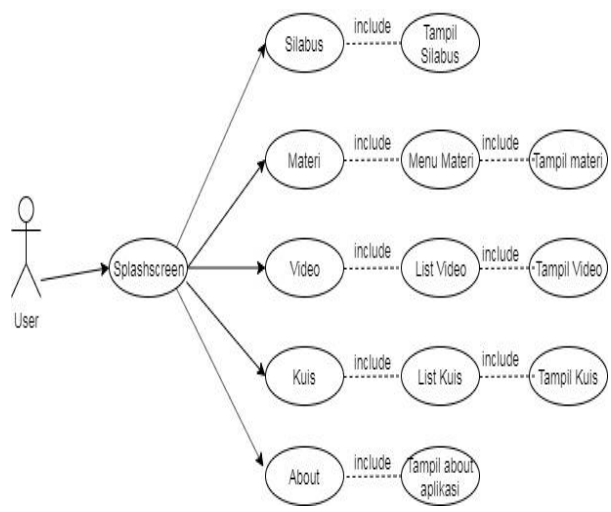 Silabus
include
Tampil
Silabus
Materi
include
Menu Materi
include
Tampil materi
User
Splashscreen
Video
include
List Video
include
Tampil Video
Kuis
include
List Kuis
include
Tampil Kuis
About
include
Tampil about
aplikasi